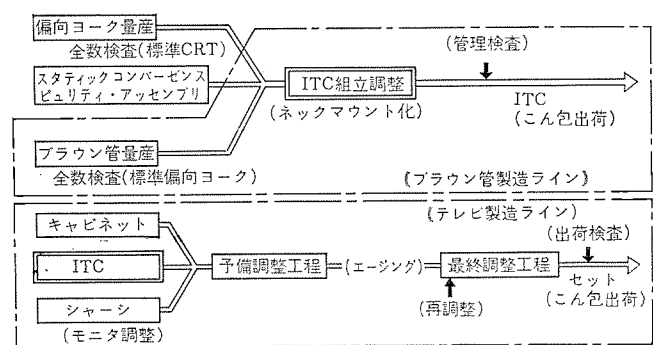 偏向ヨーク量産
全数検査(標準CRT)
スタティックコンバーゼンス
ピュリティ・アッセンブリ
ブラウン管量産
全数検査(標準偏向ヨーク)
ITC組立調整
(ネックマウント化)
(管理検査)
ITC
(こん包出荷)
《ブラウン管製造ライン》
《テレビ製造ライン》
キャビネット
ITC
シャーシ
(モニタ調整)
予備調整工程
(エージング)
最終調整工程
(再調整)
(出荷検査)
セット
(こん包出荷)